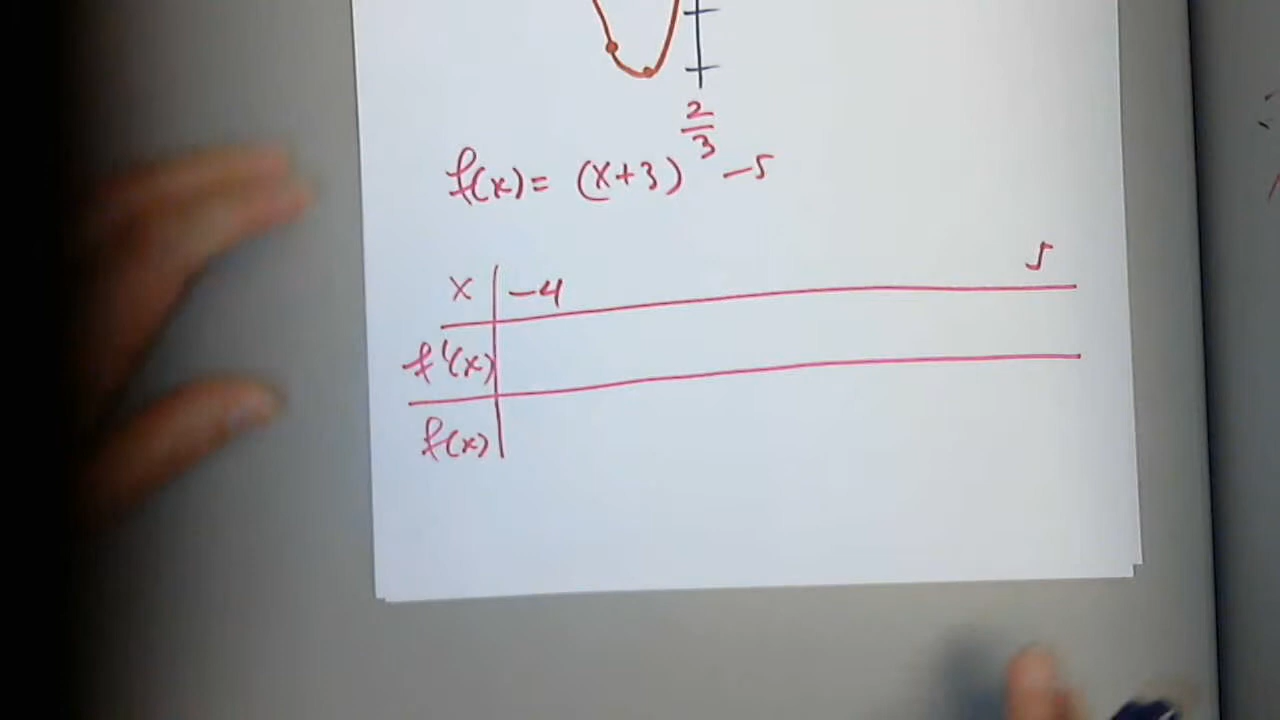 f(x) = (x+3)^(2/3) -5
x -4 5
f'(x)
f(x)